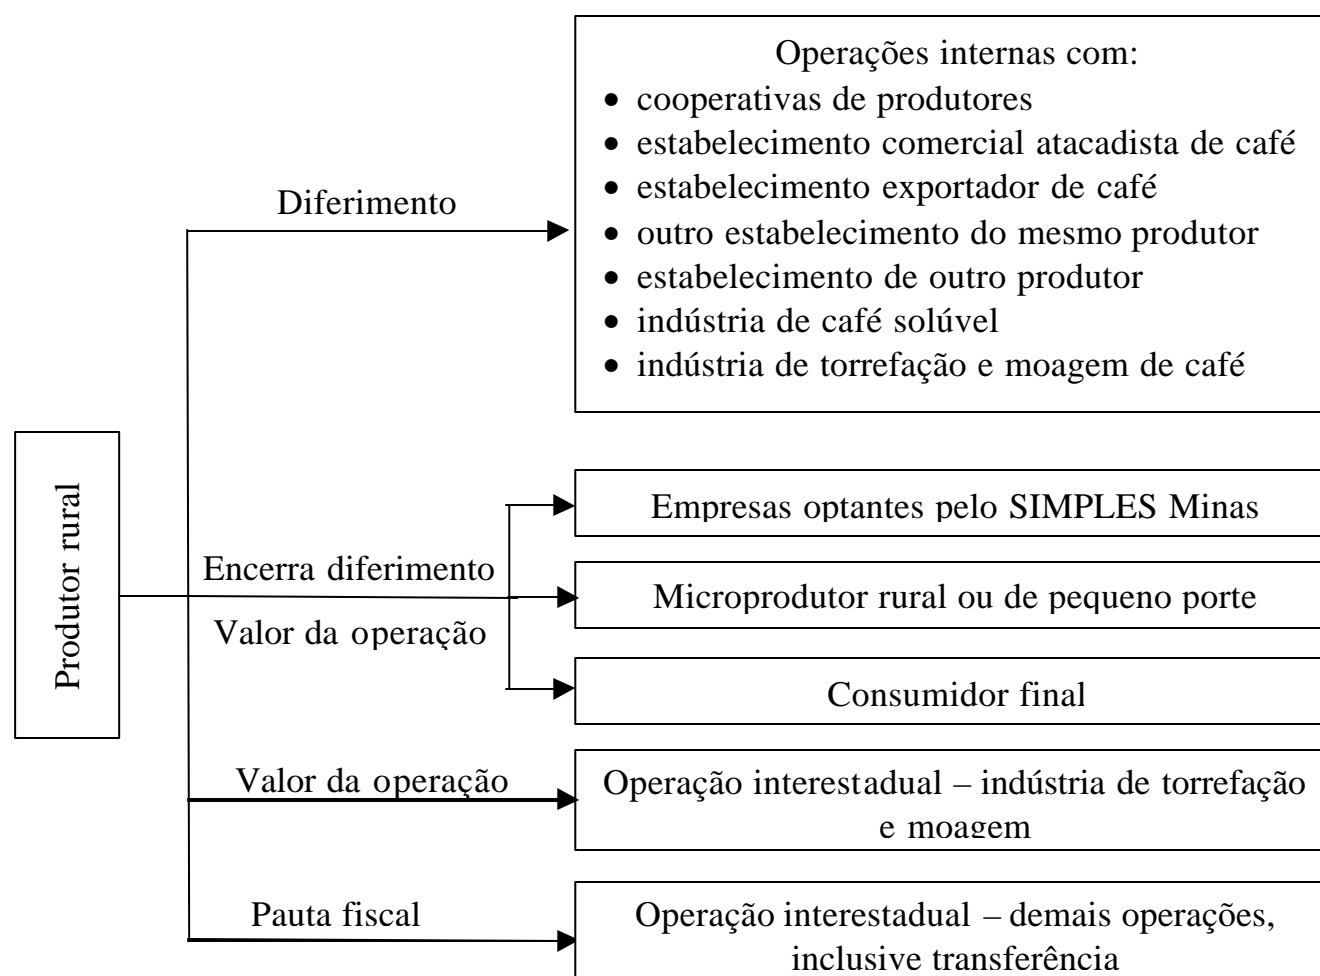 Operações internas com:
• cooperativas de produtores
• estabelecimento comercial atacadista de café
• estabelecimento exportador de café
• outro estabelecimento do mesmo produtor
• estabelecimento de outro produtor
• indústria de café solúvel
• indústria de torrefação e moagem de café
Diferimento
Produtor rural
Encerra diferimento
Valor da operação
Empresas optantes pelo SIMPLES Minas
Microprodutor rural ou de pequeno porte
Consumidor final
Valor da operação
Operação interestadual – indústria de torrefação
e moagem
Pauta fiscal
Operação interestadual – demais operações,
inclusive transferência